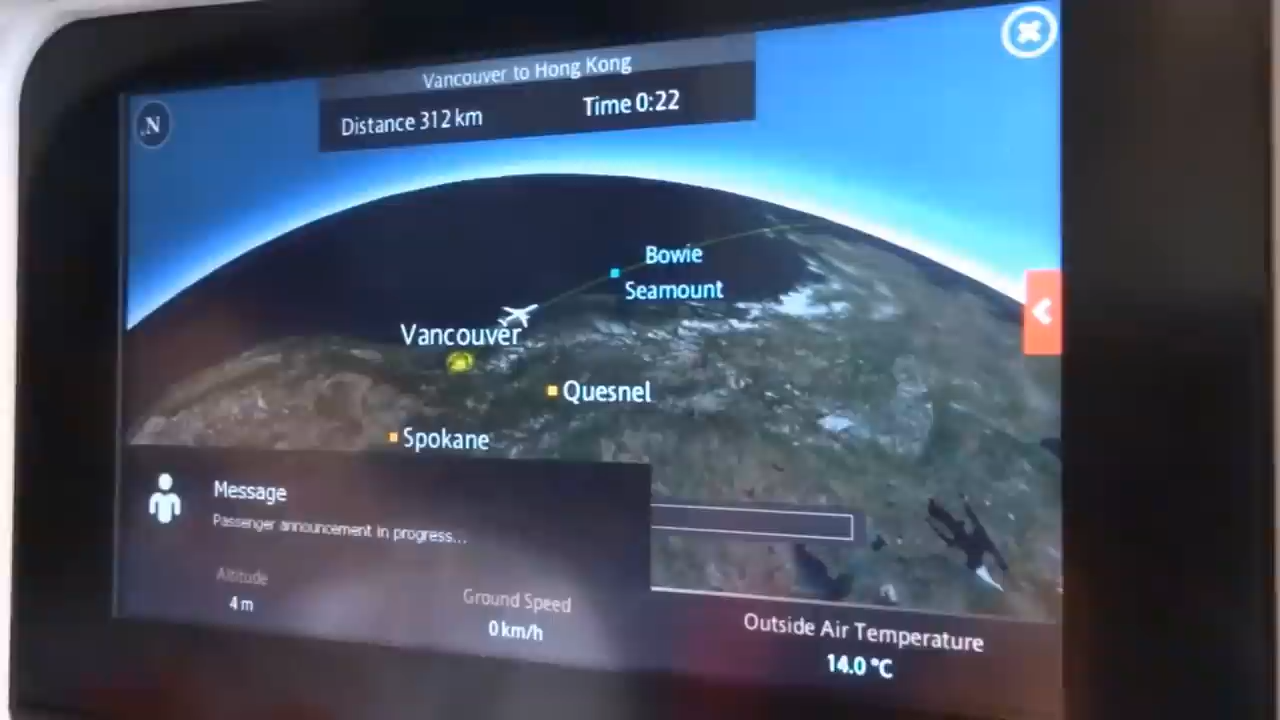 Vancouver to Hong Kong
Distance 312 km
Time 0:22
N
Bowie
Seamount
Vancouver
Quesnel
Spokane
Message
Passenger announcement in progress...
Altitude
4 m
Ground Speed
0 km/h
Outside Air Temperature
14.0 °C